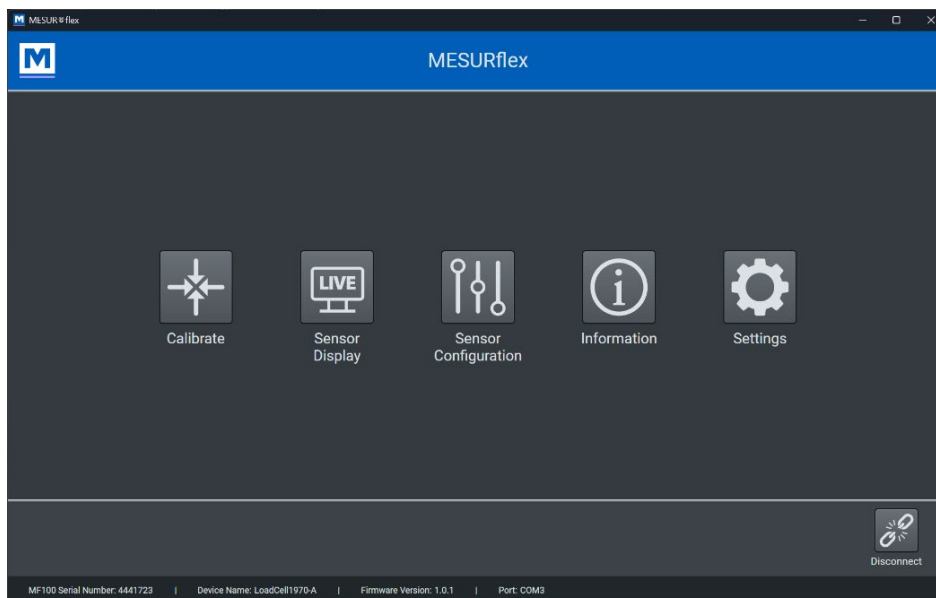 MESUR flex
M
MESURflex
LIVE
Calibrate
Sensor
Display
Sensor
Configuration
Information
Settings
Disconnect
MF100 Serial Number: 4441723 | Device Name: LoadCell1970-A | Firmware Version: 1.0.1 | Port: COM3